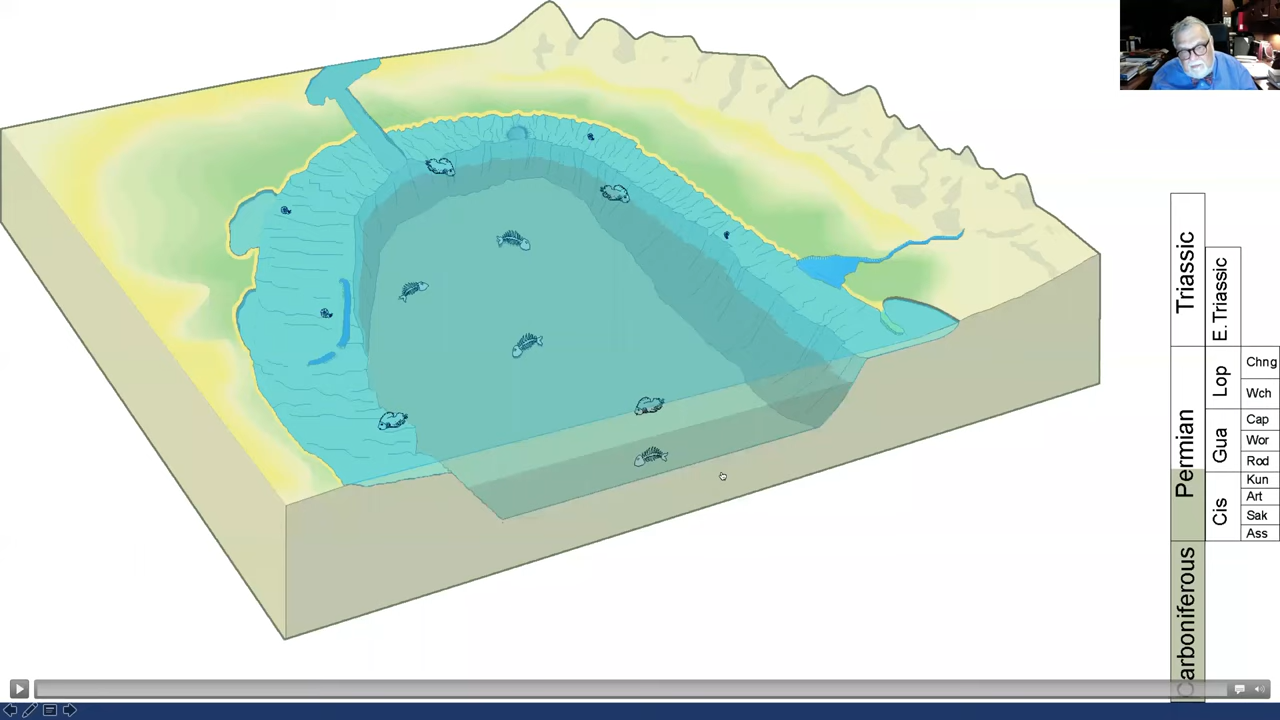 Triassic
E. Triassic
Permian
Lop
Chng
Wch
Gua
Cap
Wor
Rod
Cis
Kun
Art
Sak
Ass
Carboniferous